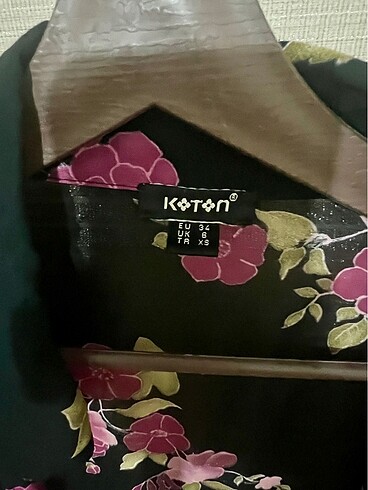 KOTON
EU 34
UK 6
TR XS